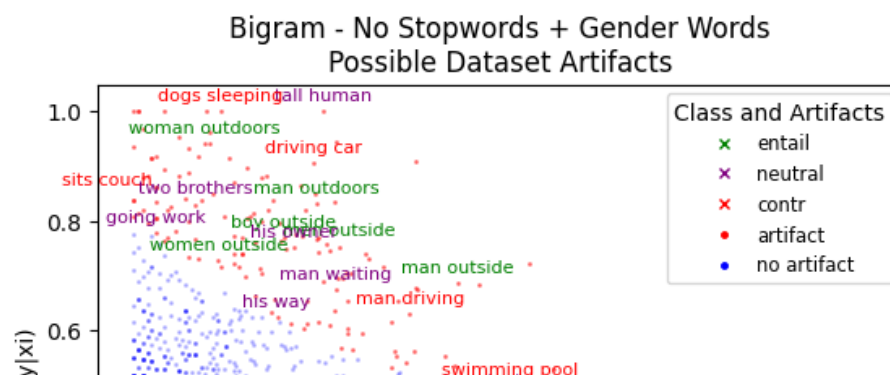 Bigram - No Stopwords + Gender Words
Possible Dataset Artifacts
Class and Artifacts
entail
neutral
contr
artifact
no artifact
1.0
0.8
0.6
y|xi)
dogs sleeping
tall human
woman outdoors
driving car
sits couch
two brothers
man outdoors
going work
boy outside
his owner
outside
women outside
man outside
man waiting
his way
man driving
swimming pool